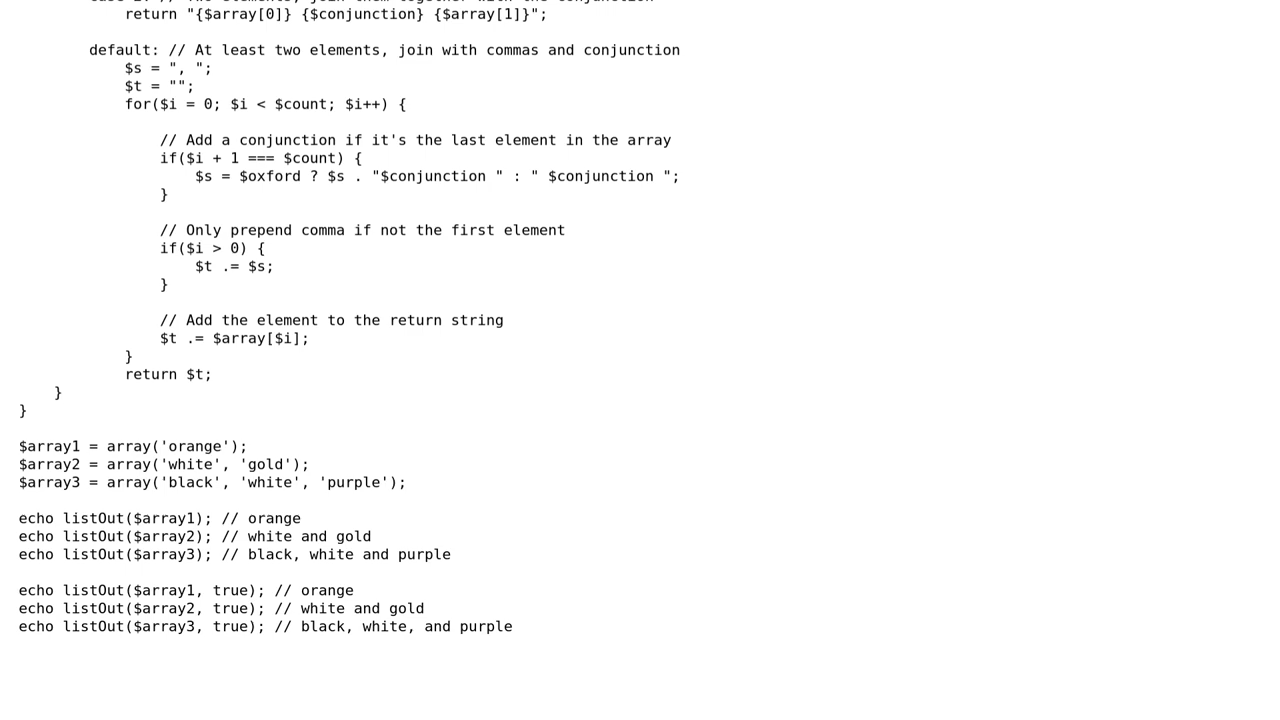 return "{$array[0]} {$conjunction} {$array[1]}";
default: // At least two elements, join with commas and conjunction
$s = ", ";
$t = "";
for($i = 0; $i < $count; $i++) {
// Add a conjunction if it's the last element in the array
if($i + 1 === $count) {
$s = $oxford ? $s . "$conjunction " : " $conjunction ";
}
// Only prepend comma if not the first element
if($i > 0) {
$t .= $s;
}
// Add the element to the return string
$t .= $array[$i];
}
return $t;
}
}
$array1 = array('orange');
$array2 = array('white', 'gold');
$array3 = array('black', 'white', 'purple');
echo listOut($array1); // orange
echo listOut($array2); // white and gold
echo listOut($array3); // black, white and purple
echo listOut($array1, true); // orange
echo listOut($array2, true); // white and gold
echo listOut($array3, true); // black, white, and purple